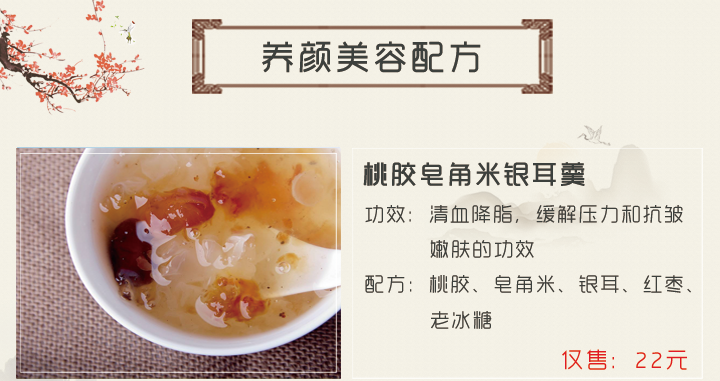 养颜美容配方
桃胶皂角米银耳羹
功效：清血降脂，缓解压力和抗皱
嫩肤的功效
配方：桃胶、皂角米、银耳、红枣、
老冰糖
仅售：22元